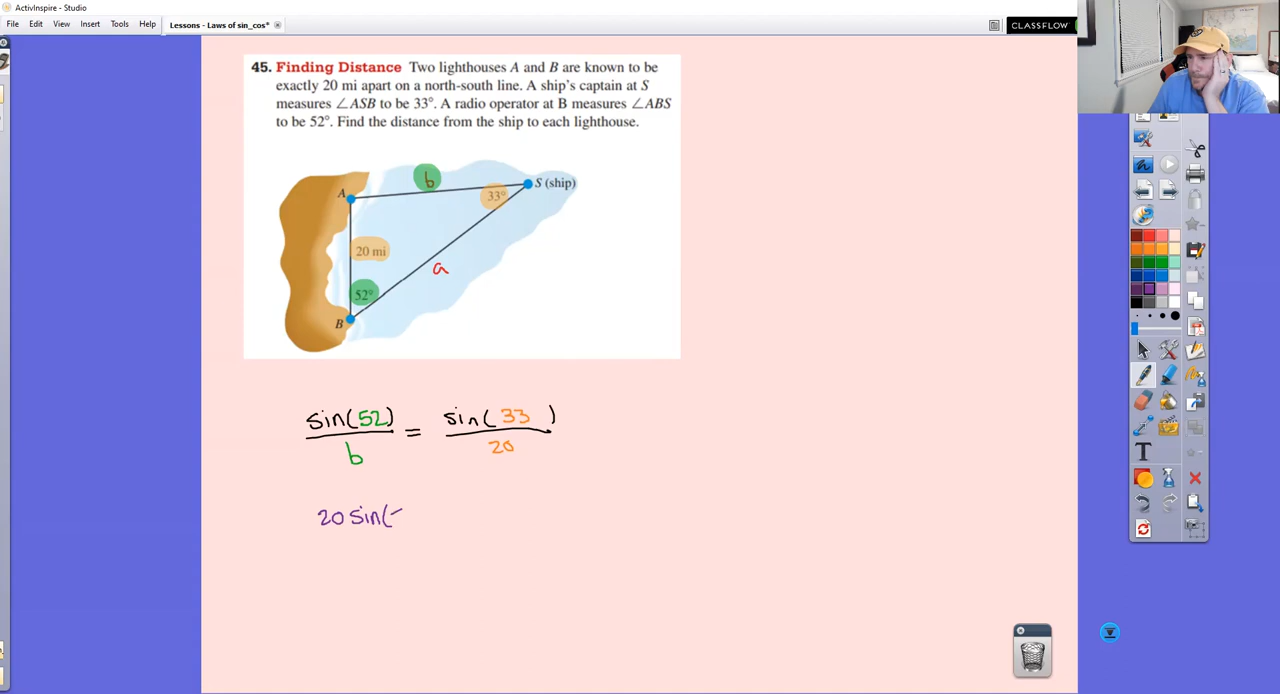 ActivInspire - Studio
File Edit View Insert Tools Help
Lessons - Laws of sin_cos*
CLASSFLOW
45. Finding Distance Two lighthouses A and B are known to be
exactly 20 mi apart on a north-south line. A ship's captain at S
measures ∠ASB to be 33°. A radio operator at B measures ∠ABS
to be 52°. Find the distance from the ship to each lighthouse.
b
A
S (ship)
33°
20 mi
a
52°
B
sin(52) = sin(33 )
b 20
20 sin(
T